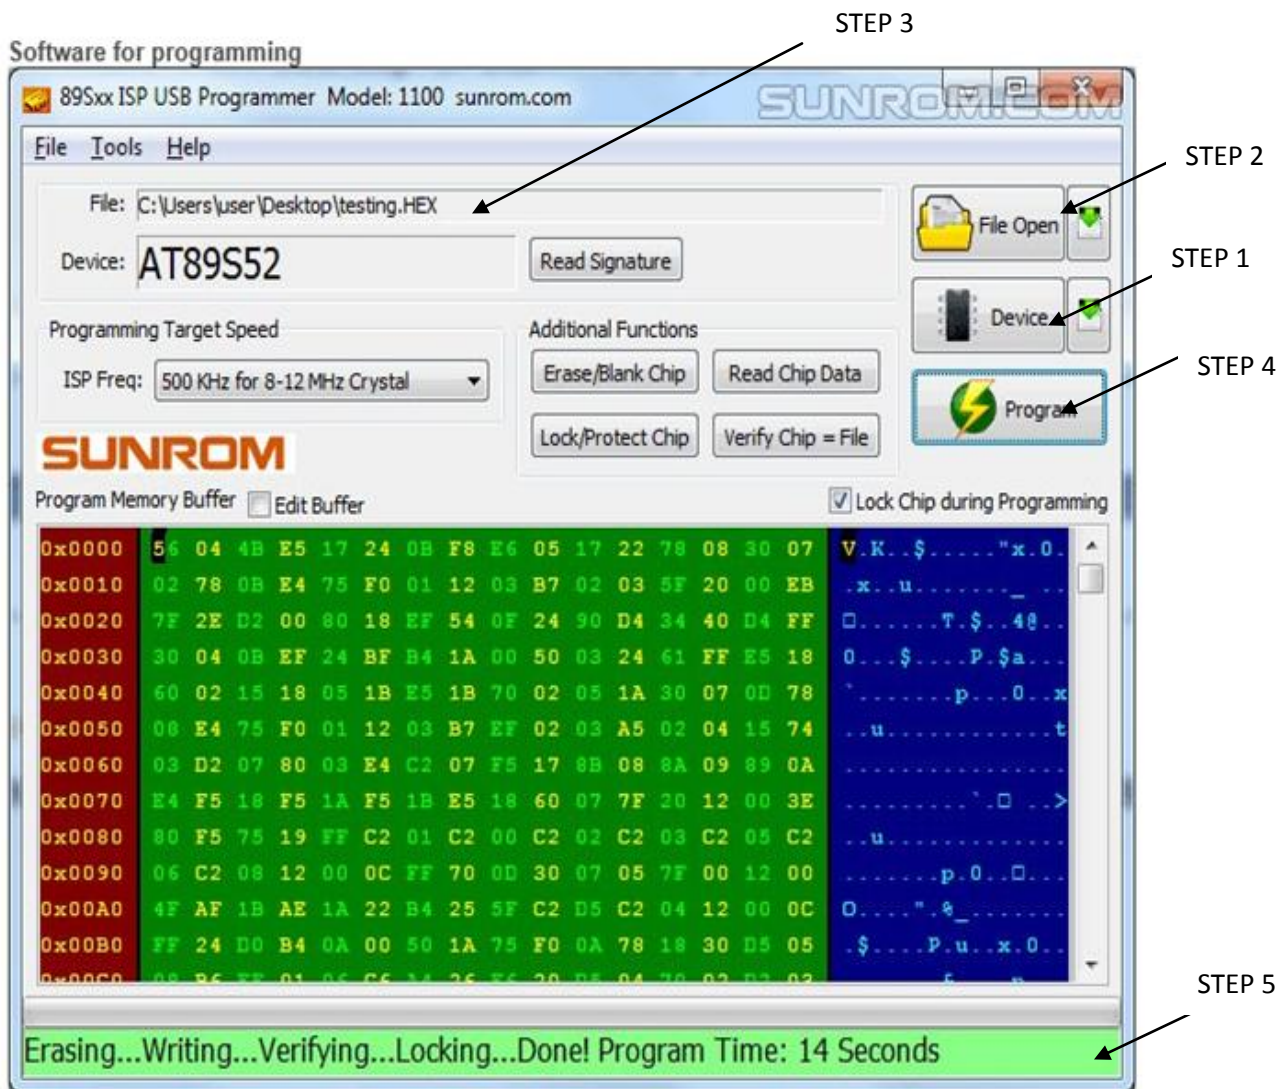 STEP 3
Software for programming
89Sxx ISP USB Programmer Model: 1100 sunrom.com
SUNROM.COM
File Tools Help
STEP 2
File: C:\Users\user\Desktop\testing.HEX
File Open
Device: AT89S52
Read Signature
STEP 1
Device
Programming Target Speed
Additional Functions
ISP Freq: 500 KHz for 8-12 MHz Crystal
Erase/Blank Chip Read Chip Data
STEP 4
Program
Lock/Protect Chip Verify Chip = File
SUNROM
Program Memory Buffer Edit Buffer
Lock Chip during Programming
0x0000 56 04 4B E5 17 24 0B F8 E6 05 17 22 78 08 30 07 V.K..$....."x.0.
0x0010 02 78 0B E4 75 F0 01 12 03 B7 02 03 5F 20 00 EB .x..u......._ ..
0x0020 7F 2E D2 00 80 18 EF 54 0F 24 90 D4 34 40 D4 FF .......T.$..4@..
0x0030 30 04 0B EF 24 BF B4 1A 00 50 03 24 61 FF E5 18 0...$....P.$a...
0x0040 60 02 15 18 05 1B E5 1B 70 02 05 1A 30 07 0D 78 `.......p...0..x
0x0050 08 E4 75 F0 01 12 03 B7 EF 02 03 A5 02 04 15 74 ..u............t
0x0060 03 D2 07 80 03 E4 C2 07 F5 17 8B 08 8A 09 89 0A ................
0x0070 E4 F5 18 F5 1A F5 1B E5 18 60 07 7F 20 12 00 3E .........`.□ ..>
0x0080 80 F5 75 19 FF C2 01 C2 00 C2 02 C2 03 C2 05 C2 ..u.............
0x0090 06 C2 08 12 00 0C FF 70 0D 30 07 05 7F 00 12 00 .......p.0..□...
0x00A0 4F AF 1B AE 1A 22 B4 25 5F C2 D5 C2 04 12 00 0C O....".%_.......
0x00B0 FF 24 D0 B4 0A 00 50 1A 75 F0 0A 78 18 30 D5 05 .$....P.u..x.0..
STEP 5
Erasing...Writing...Verifying...Locking...Done! Program Time: 14 Seconds